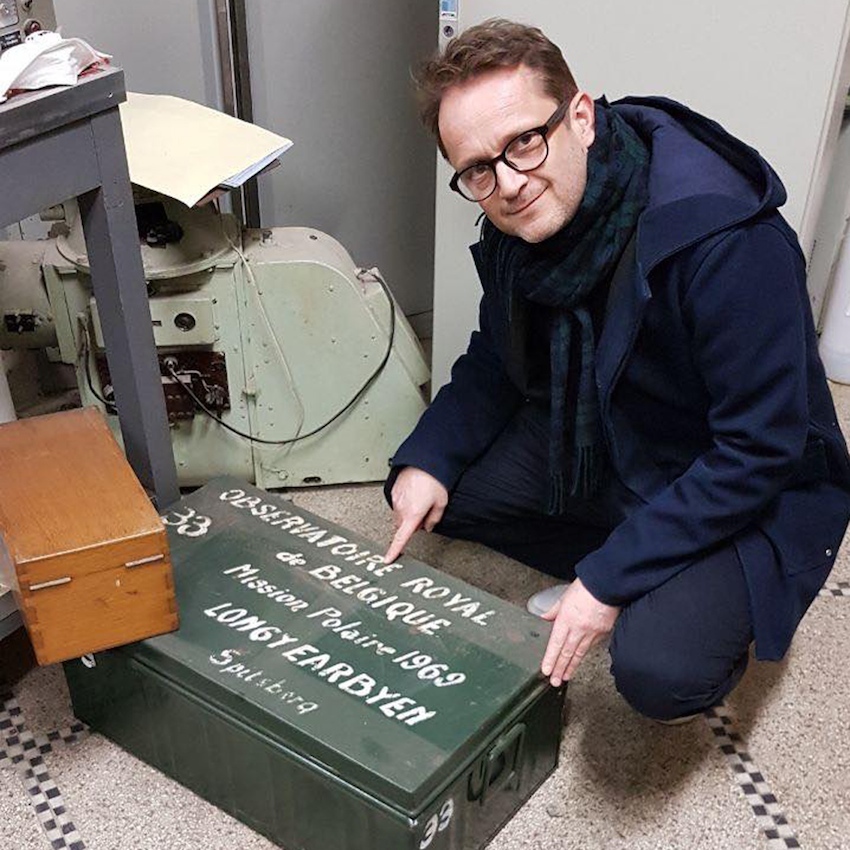 33
OBSERVATOIRE ROYAL
de BELGIQUE
Mission Polaire 1969
LONGYEARBYEN
Spitsberg
33